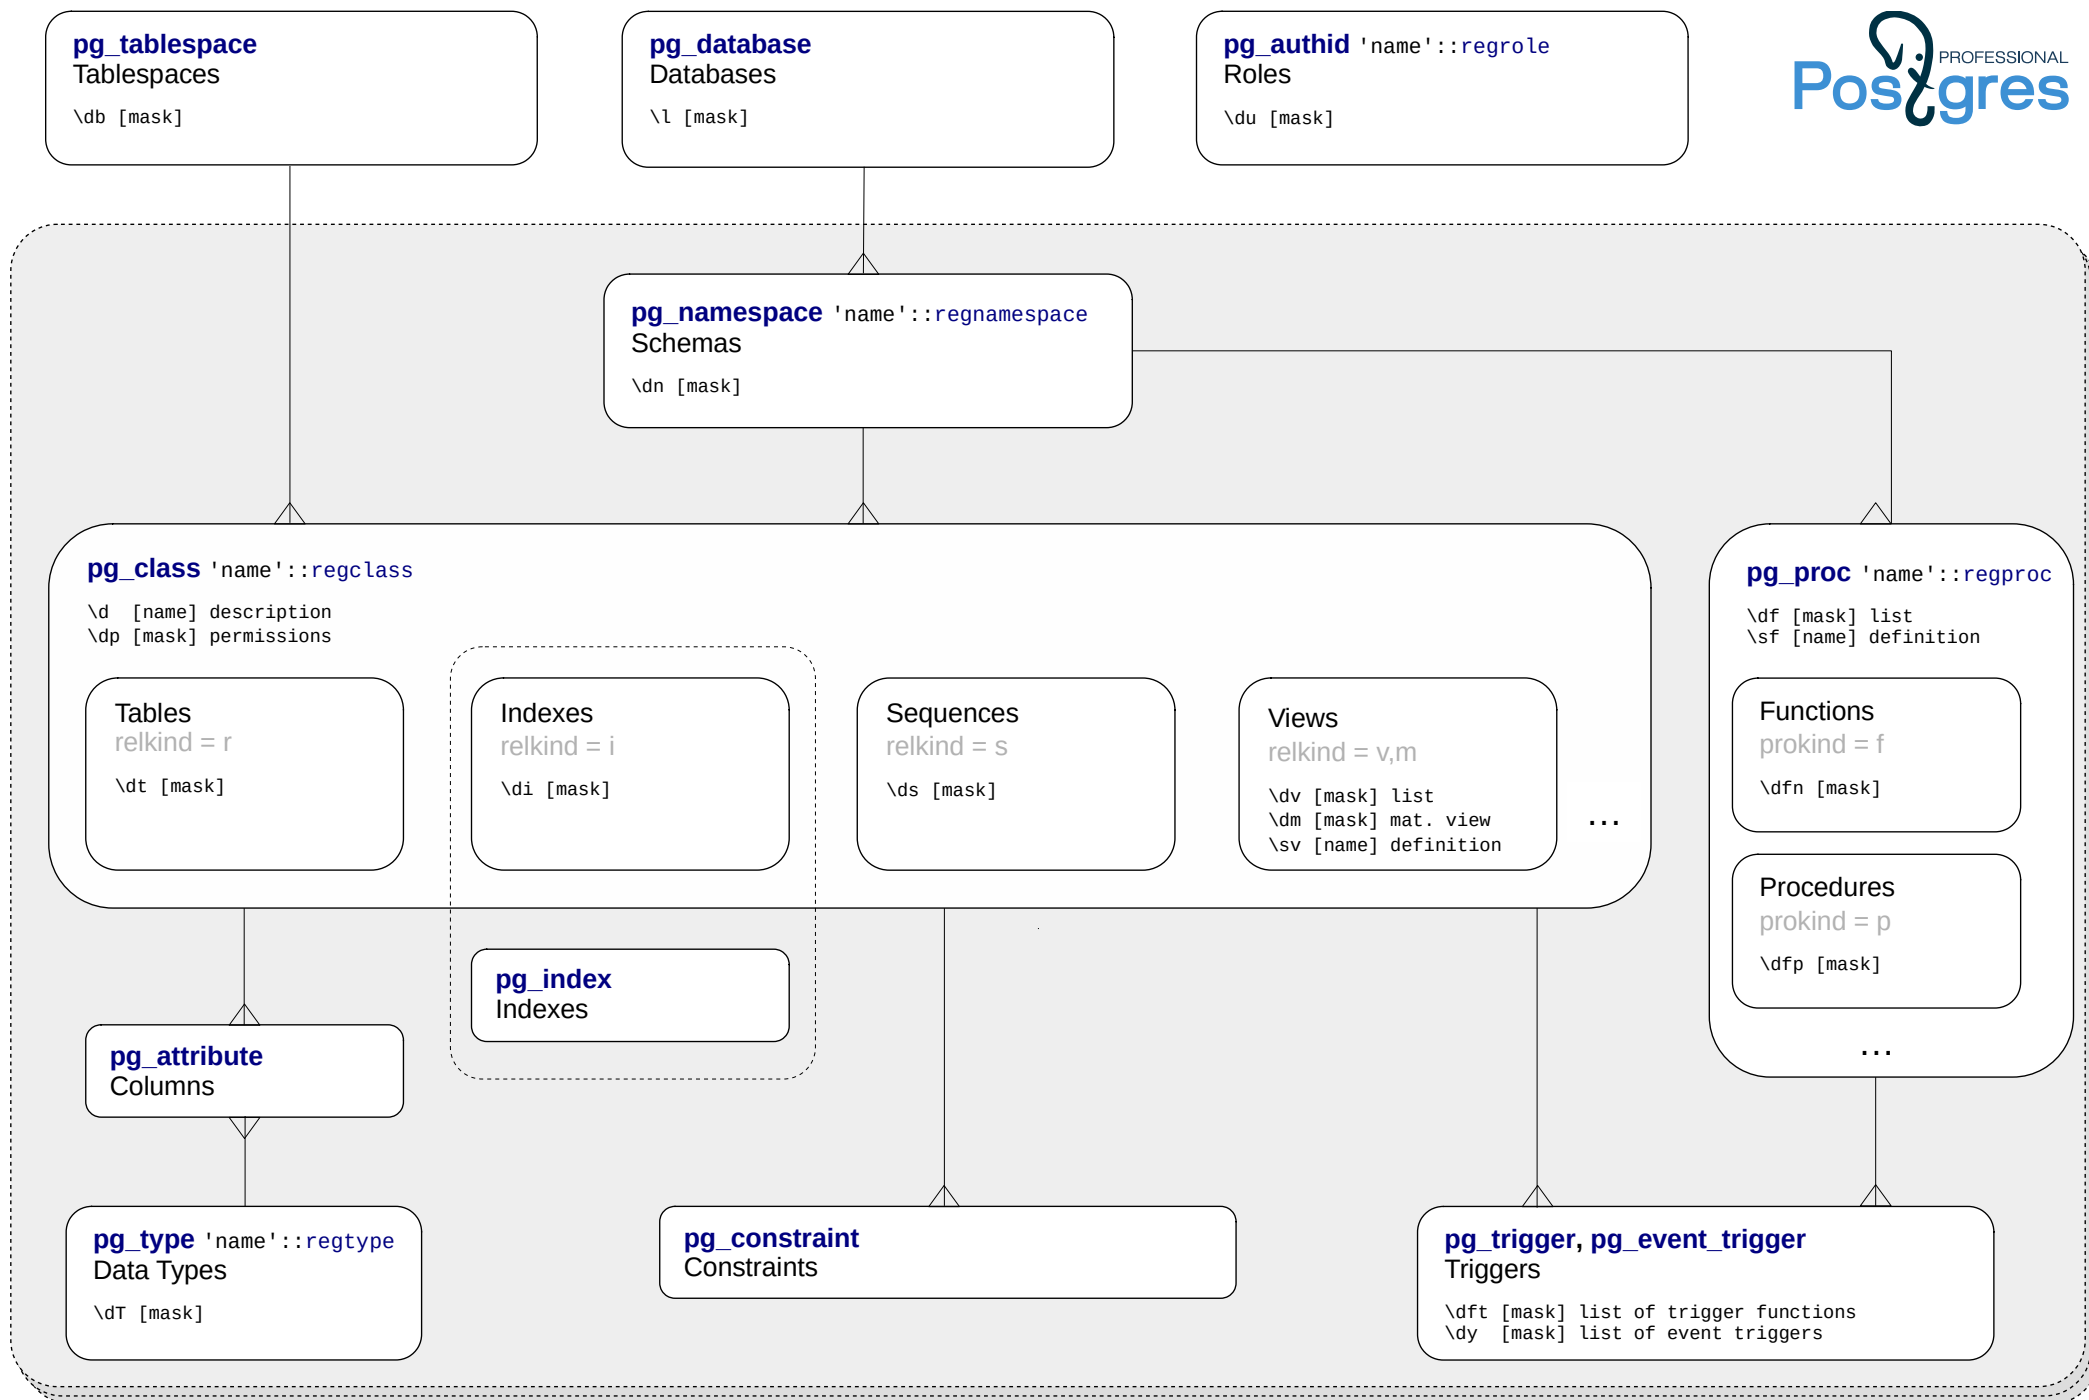 pg_tablespace
Tablespaces
\db [mask]
pg_database
Databases
\l [mask]
pg_authid 'name'::regrole
Roles
\du [mask]
PROFESSIONAL
Postgres
pg_namespace 'name'::regnamespace
Schemas
\dn [mask]
pg_class 'name'::regclass
\d  [name] description
\dp [mask] permissions
Tables
relkind = r
\dt [mask]
Indexes
relkind = i
\di [mask]
Sequences
relkind = s
\ds [mask]
Views
relkind = v,m
\dv [mask] list
\dm [mask] mat. view
\sv [name] definition
...
pg_proc 'name'::regproc
\df [mask] list
\sf [name] definition
Functions
prokind = f
\dfn [mask]
Procedures
prokind = p
\dfp [mask]
...
pg_index
Indexes
pg_attribute
Columns
pg_type 'name'::regtype
Data Types
\dT [mask]
pg_constraint
Constraints
pg_trigger, pg_event_trigger
Triggers
\dft [mask] list of trigger functions
\dy  [mask] list of event triggers